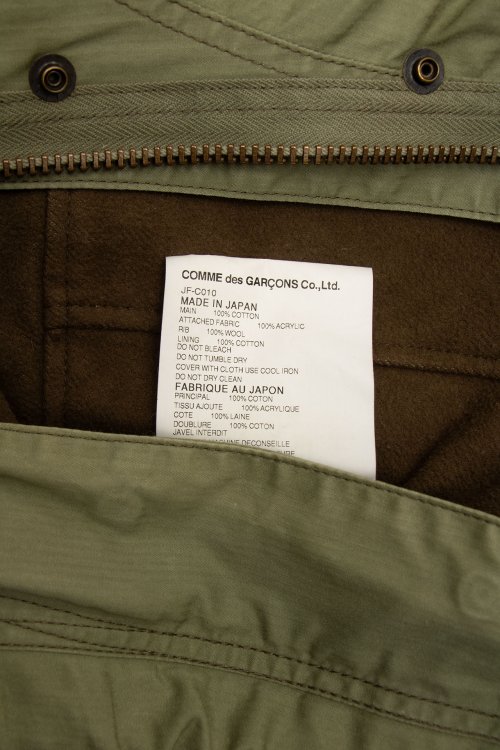 COMME des GARÇONS Co.,Ltd.
JF-C010
MADE IN JAPAN
MAIN 100% COTTON
ATTACHED FABRIC 100% ACRYLIC
RIB 100% WOOL
LINING 100% COTTON
DO NOT BLEACH
DO NOT TUMBLE DRY
COVER WITH CLOTH USE COOL IRON
DO NOT DRY CLEAN
FABRIQUE AU JAPON
PRINCIPAL 100% COTON
TISSU AJOUTE 100% ACRYLIQUE
COTE 100% LAINE
DOUBLURE 100% COTON
JAVEL INTERDIT
MACHINE DECONSEILLE